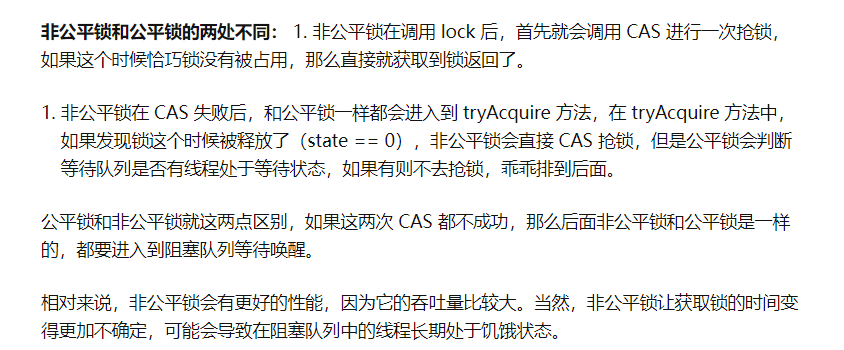 非公平锁和公平锁的两处不同： 1. 非公平锁在调用 lock 后，首先就会调用 CAS 进行一次抢锁，
如果这个时候恰巧锁没有被占用，那么直接就获取到锁返回了。
1. 非公平锁在 CAS 失败后，和公平锁一样都会进入到 tryAcquire 方法，在 tryAcquire 方法中，
如果发现锁这个时候被释放了（state == 0），非公平锁会直接 CAS 抢锁，但是公平锁会判断
等待队列是否有线程处于等待状态，如果有则不去抢锁，乖乖排到后面。
公平锁和非公平锁就这两点区别，如果这两次 CAS 都不成功，那么后面非公平锁和公平锁是一样
的，都要进入到阻塞队列等待唤醒。
相对来说，非公平锁会有更好的性能，因为它的吞吐量比较大。当然，非公平锁让获取锁的时间变
得更加不确定，可能会导致在阻塞队列中的线程长期处于饥饿状态。